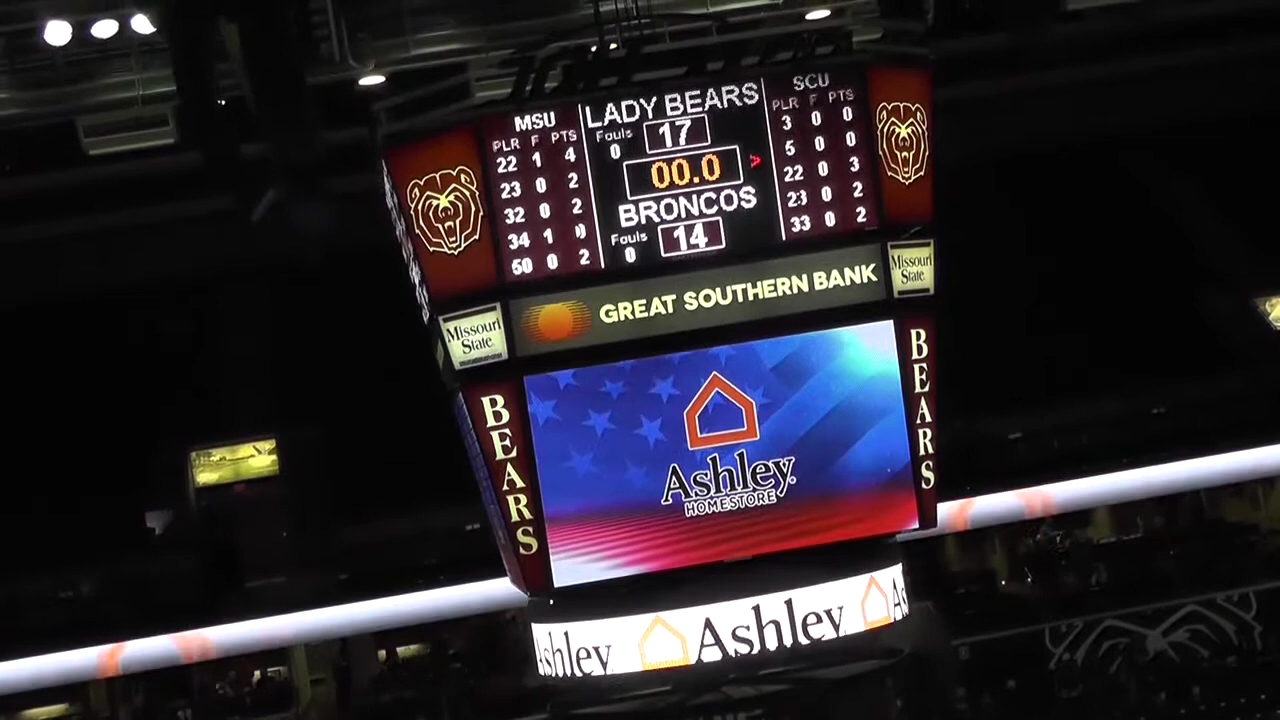 LADY BEARS
MSU
PLR F PTS
22 1 4
23 0 2
32 0 2
34 1
50 0 2
Fouls
0
17
00.0
BRONCOS
Fouls
0
14
SCU
PLR F PTS
3 0 0
5 0 0
22 0 3
23 0 2
33 0 2
GREAT SOUTHERN BANK
Missouri
State
Missouri
State
BEARS
BEARS
Ashley
HOMESTORE
Ashley
Ashley
As